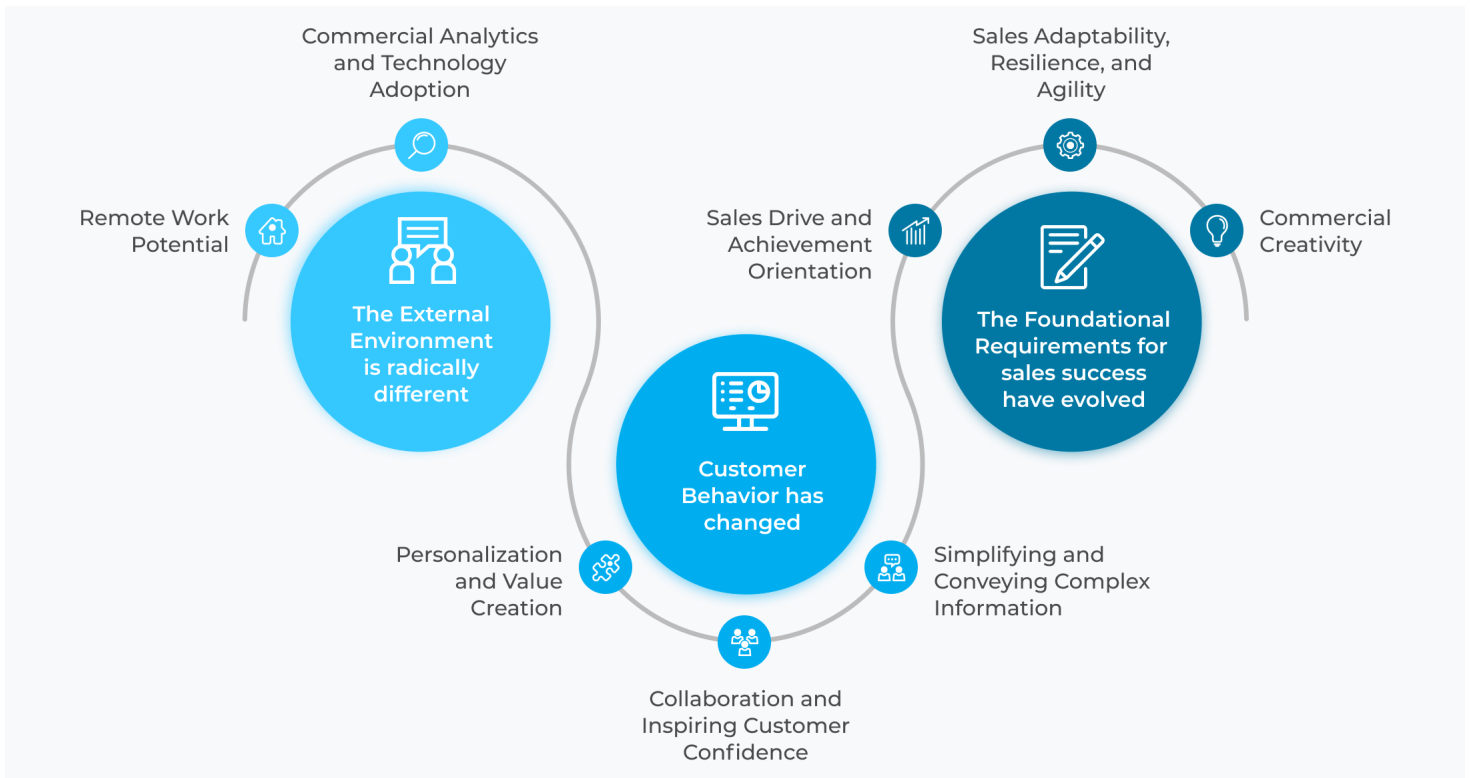 Commercial Analytics
and Technology
Adoption
Remote Work
Potential
The External
Environment
is radically
different
Personalization
and Value
Creation
Customer
Behavior has
changed
Collaboration and
Inspiring Customer
Confidence
Simplifying and
Conveying Complex
Information
Sales Drive and
Achievement
Orientation
Sales Adaptability,
Resilience, and
Agility
Commercial
Creativity
The Foundational
Requirements for
sales success
have evolved